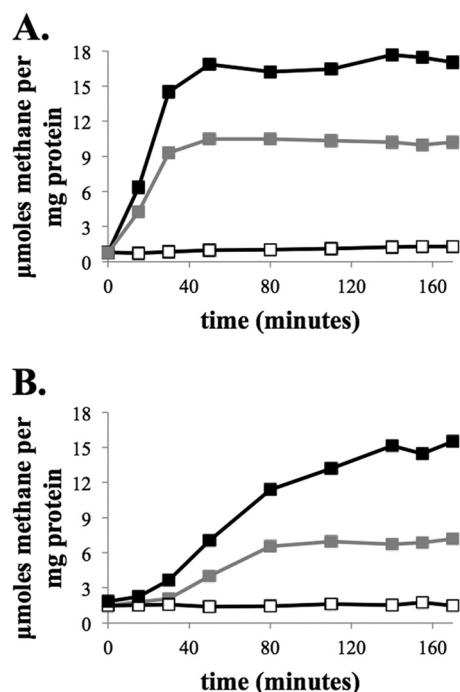 A.
μmoles methane per
mg protein
18
15
12
9
6
3
0
0 40 80 120 160
time (minutes)
B.
μmoles methane per
mg protein
18
15
12
9
6
3
0
0 40 80 120 160
time (minutes)